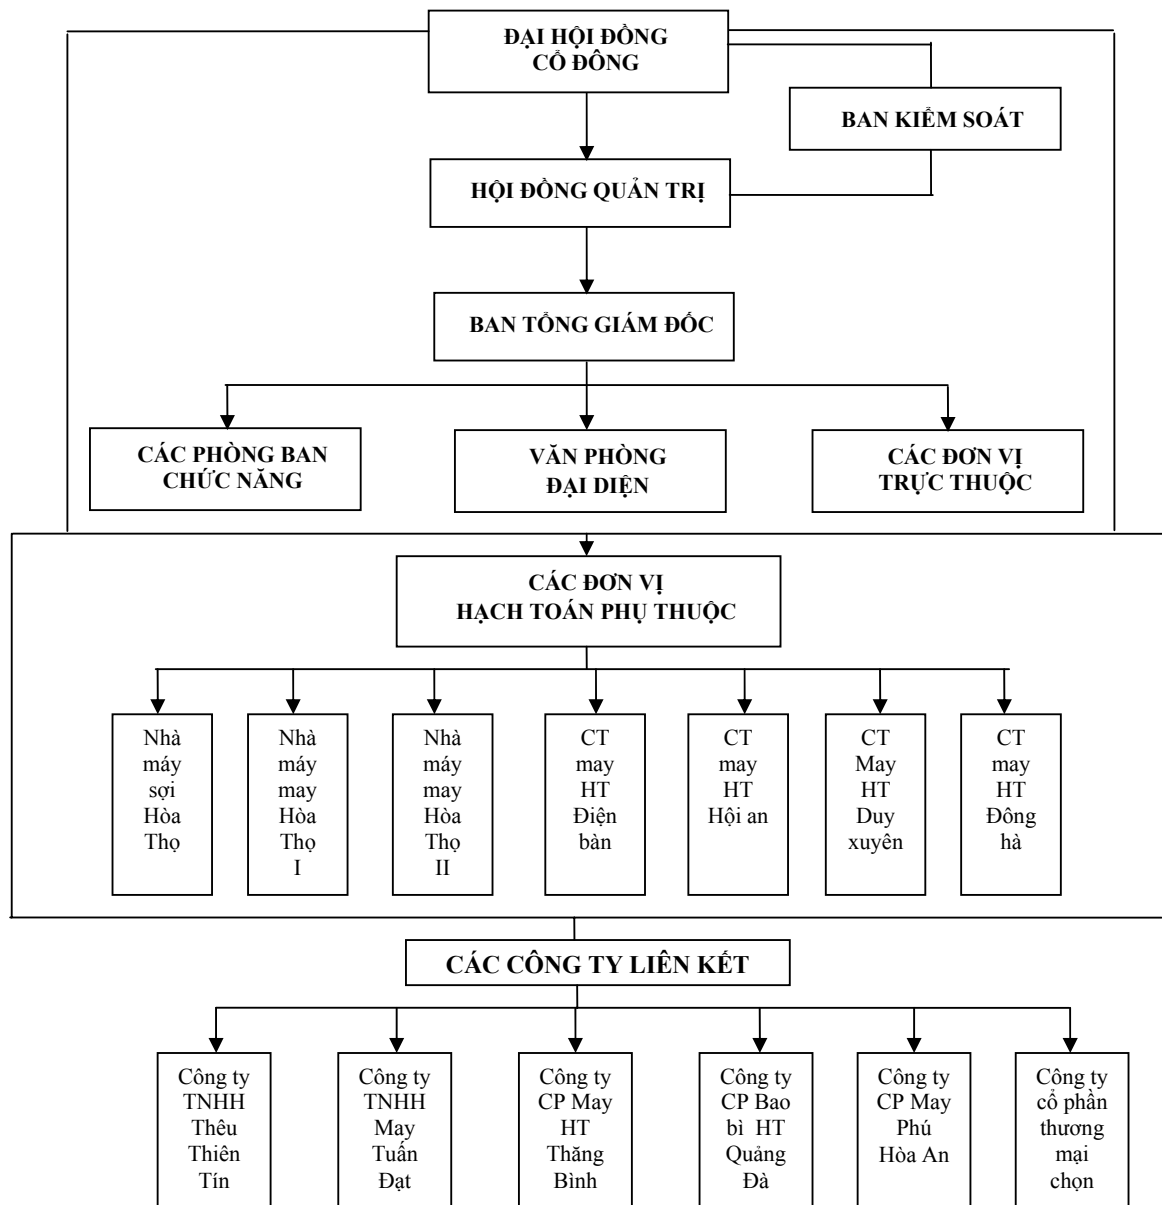 ĐẠI HỘI ĐỒNG
CỔ ĐÔNG
BAN KIỂM SOÁT
HỘI ĐỒNG QUẢN TRỊ
BAN TỔNG GIÁM ĐỐC
CÁC PHÒNG BAN
CHỨC NĂNG
VĂN PHÒNG
ĐẠI DIỆN
CÁC ĐƠN VỊ
TRỰC THUỘC
CÁC ĐƠN VỊ
HẠCH TOÁN PHỤ THUỘC
Nhà
máy
sợi
Hòa
Thọ
Nhà
máy
may
Hòa
Thọ
I
Nhà
máy
may
Hòa
Thọ
II
CT
may
HT
Điện
bàn
CT
may
HT
Hội an
CT
May
HT
Duy
xuyên
CT
may
HT
Đông
hà
CÁC CÔNG TY LIÊN KẾT
Công ty
TNHH
Thêu
Thiên
Tín
Công ty
TNHH
May
Tuấn
Đạt
Công ty
CP May
HT
Thăng
Bình
Công ty
CP Bao
bì HT
Quảng
Đà
Công ty
CP May
Phú
Hòa An
Công ty
cổ phần
thương
mại
chọn